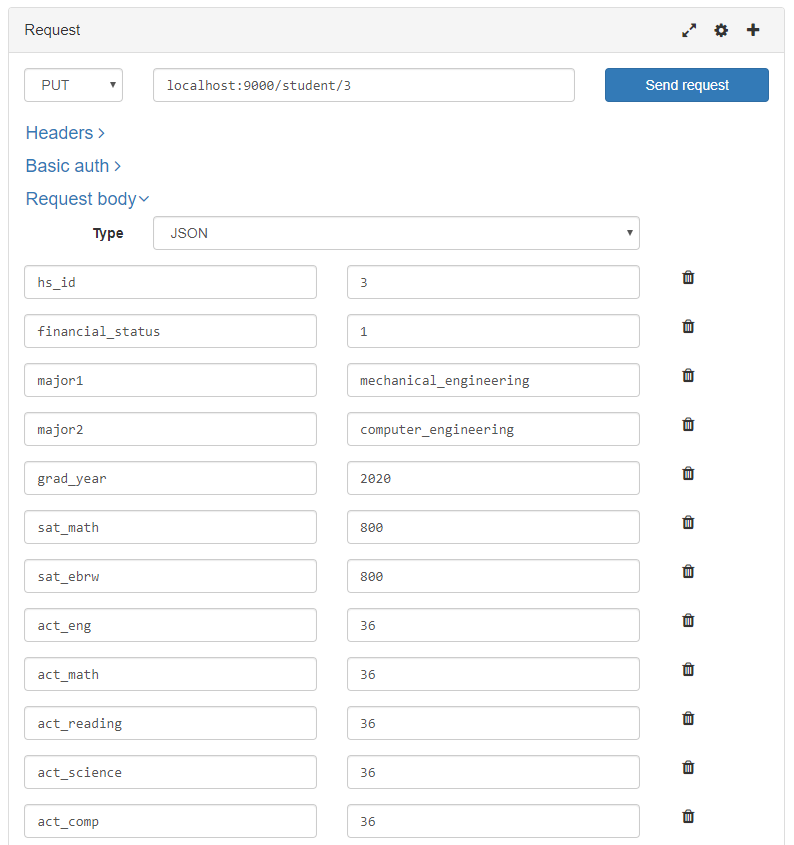 Request
PUT localhost:9000/student/3 Send request
Headers
Basic auth
Request body
Type JSON
hs_id 3
financial_status 1
major1 mechanical_engineering
major2 computer_engineering
grad_year 2020
sat_math 800
sat_ebrw 800
act_eng 36
act_math 36
act_reading 36
act_science 36
act_comp 36